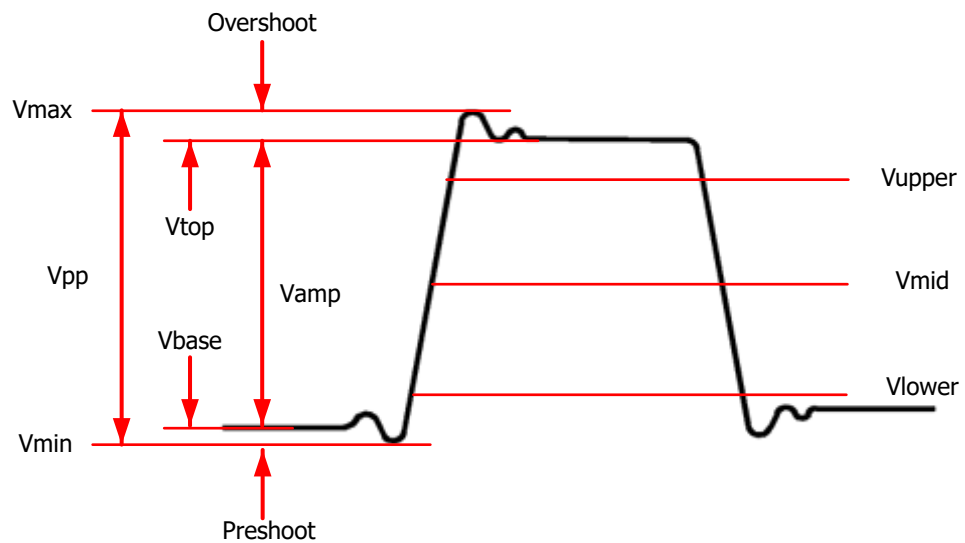 Overshoot
Vmax
Vupper
Vtop
Vpp
Vamp
Vmid
Vbase
Vlower
Vmin
Preshoot